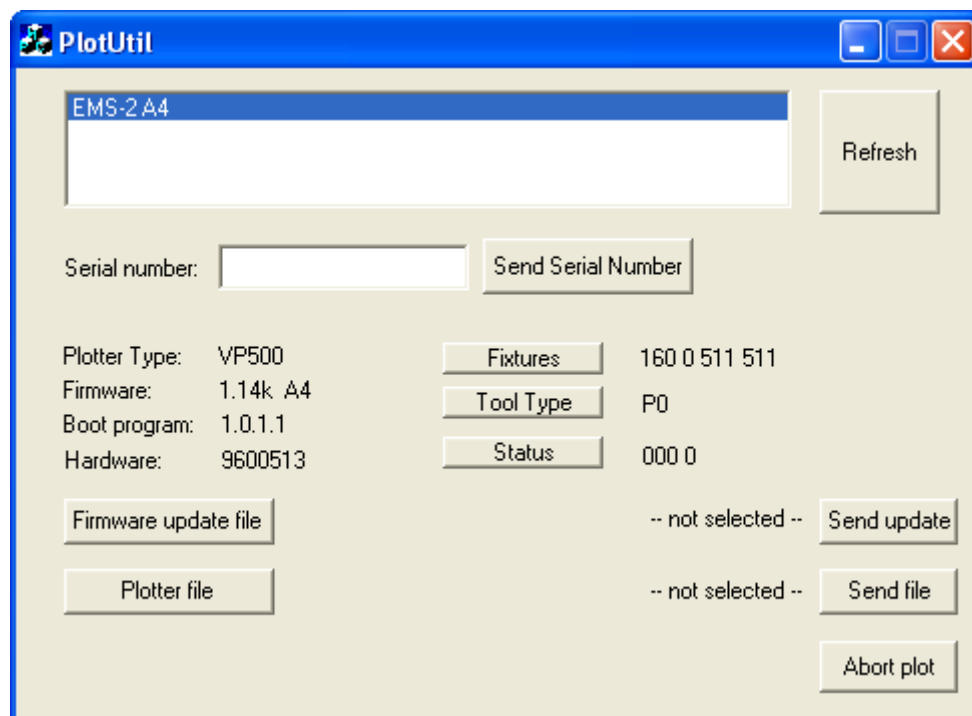 PlotUtil
EMS-2 A4
Refresh
Serial number: Send Serial Number
Plotter Type: VP500 Fixtures 160 0 511 511
Firmware: 1.14k A4 Tool Type P0
Boot program: 1.0.1.1
Hardware: 9600513 Status 000 0
Firmware update file -- not selected -- Send update
Plotter file -- not selected -- Send file
Abort plot